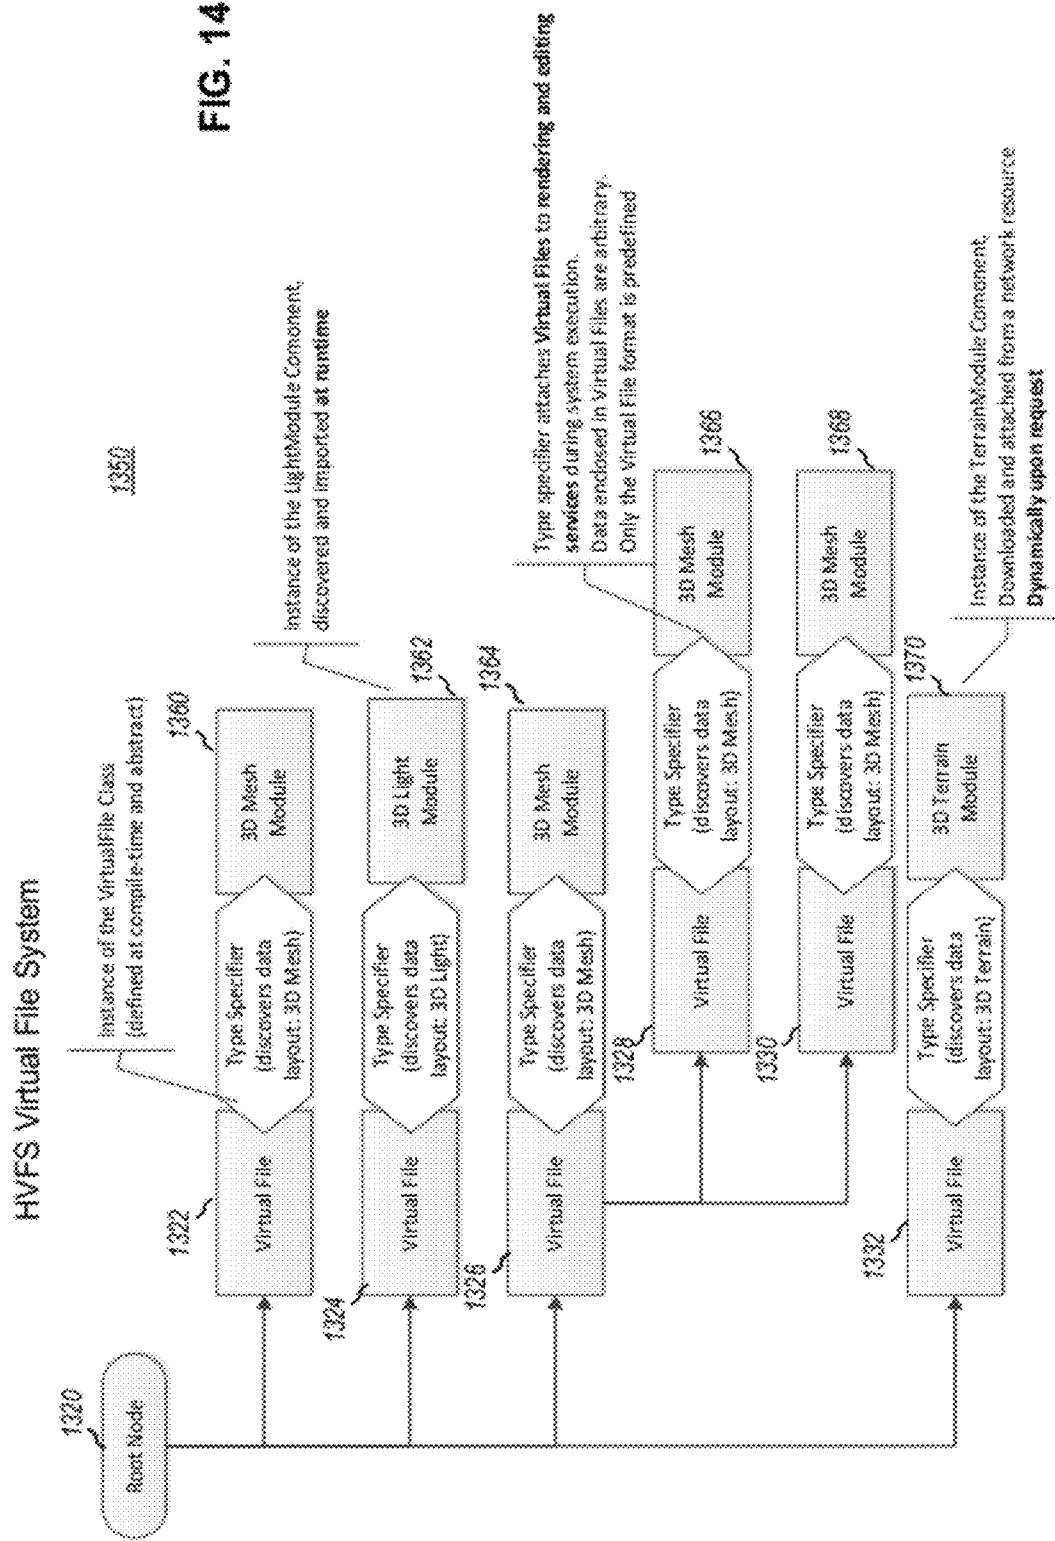 HVFS Virtual File System
FIG. 14
1350
1320
Root Node
Instance of the VirtualFile Class
(defined at compile-time and abstract)
1322
Virtual File
Type Specifier
(discovers data
layout: 3D Mesh)
1360
3D Mesh
Module
Instance of the LightModule Component,
discovered and imported at runtime
1324
Virtual File
Type Specifier
(discovers data
layout: 3D Light)
1362
3D Light
Module
1326
Virtual File
Type Specifier
(discovers data
layout: 3D Mesh)
1364
3D Mesh
Module
Type specifier attaches Virtual Files to rendering and editing
services during system execution.
Data enclosed in Virtual Files are arbitrary.
Only the Virtual File format is predefined
1328
Virtual File
Type Specifier
(discovers data
layout: 3D Mesh)
1366
3D Mesh
Module
1330
Virtual File
Type Specifier
(discovers data
layout: 3D Mesh)
1368
3D Mesh
Module
1332
Virtual File
Type Specifier
(discovers data
layout: 3D Terrain)
1370
3D Terrain
Module
Instance of the TerrainModule Component,
Downloaded and attached from a network resource
Dynamically upon request